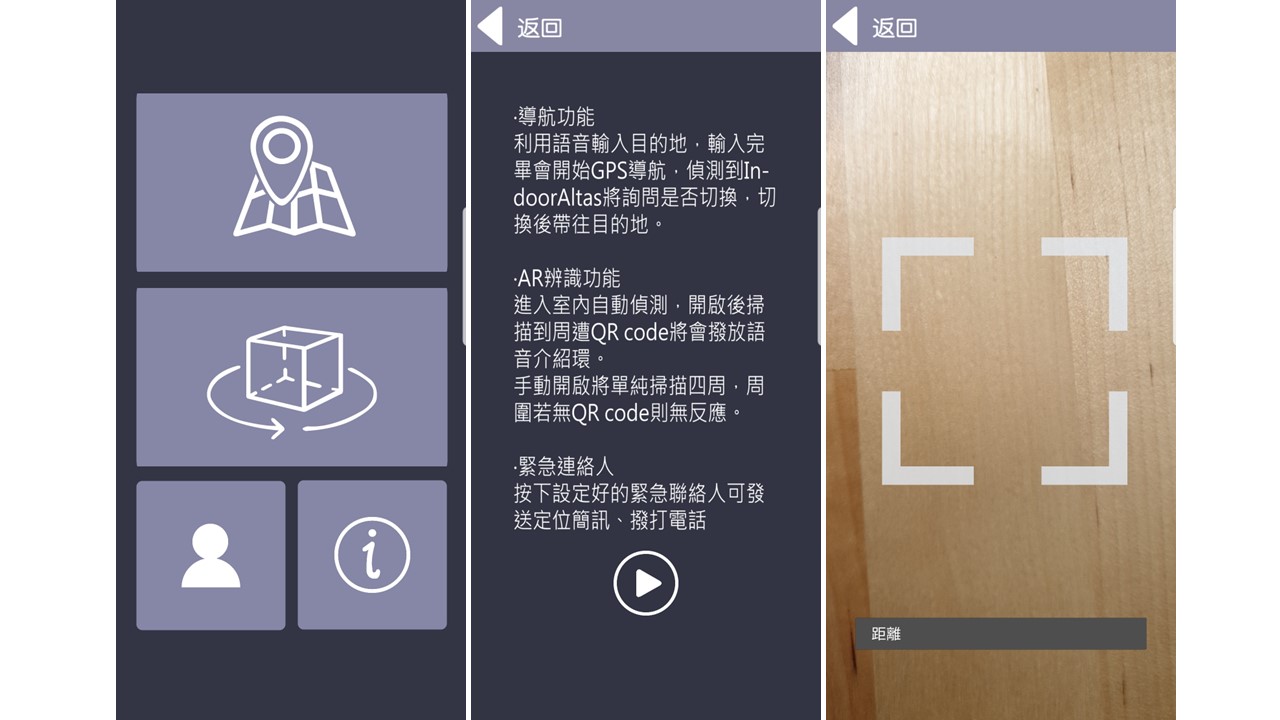 返回
·導航功能
利用語音輸入目的地，輸入完
畢會開始GPS導航，偵測到In-
doorAltas將詢問是否切換，切
換後帶往目的地。
·AR辨識功能
進入室內自動偵測，開啟後掃
描到周遭QR code將會撥放語
音介紹環。
手動開啟將單純掃描四周，周
圍若無QR code則無反應。
·緊急連絡人
按下設定好的緊急聯絡人可發
送定位簡訊、撥打電話
返回
距離